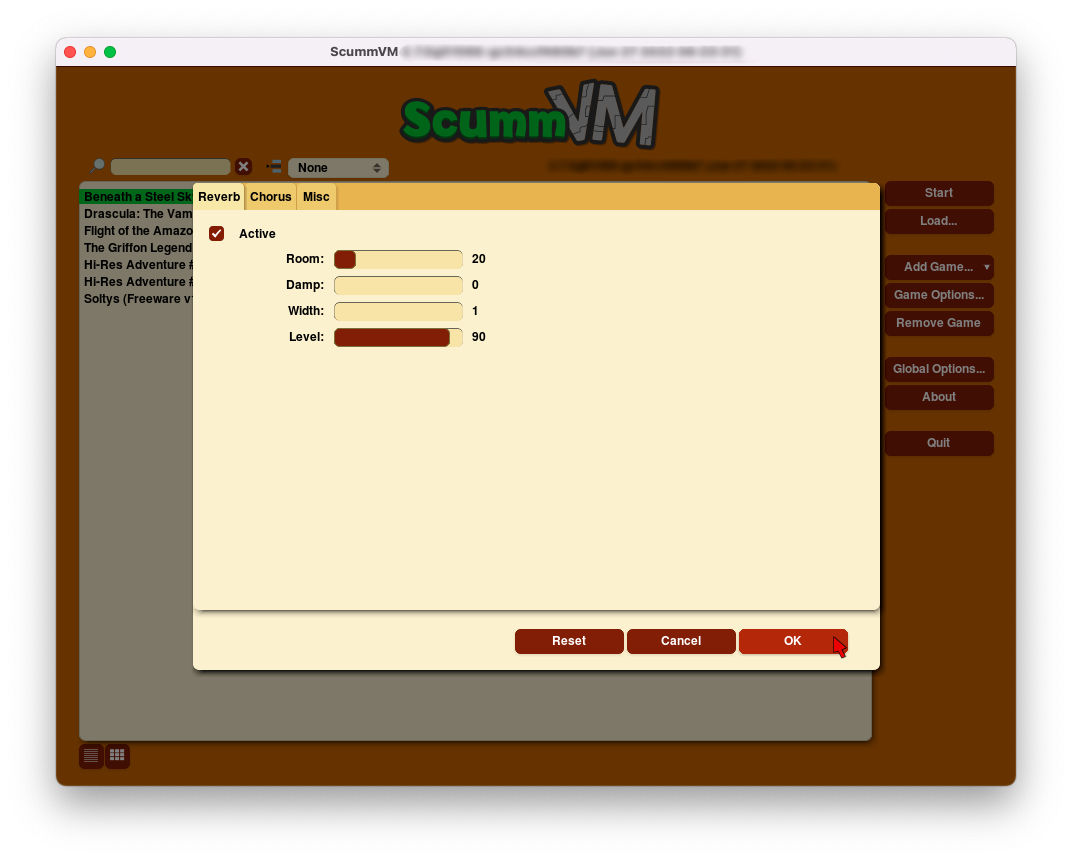 ScummVM
ScummVM
None
Beneath a Steel Sk
Drascula: The Vam
Flight of the Amazo
The Griffon Legend
Hi-Res Adventure #
Hi-Res Adventure #
Soltys (Freeware v
Reverb Chorus Misc
Active
Room: 20
Damp: 0
Width: 1
Level: 90
Reset Cancel OK
Start
Load...
Add Game...
Game Options...
Remove Game
Global Options...
About
Quit